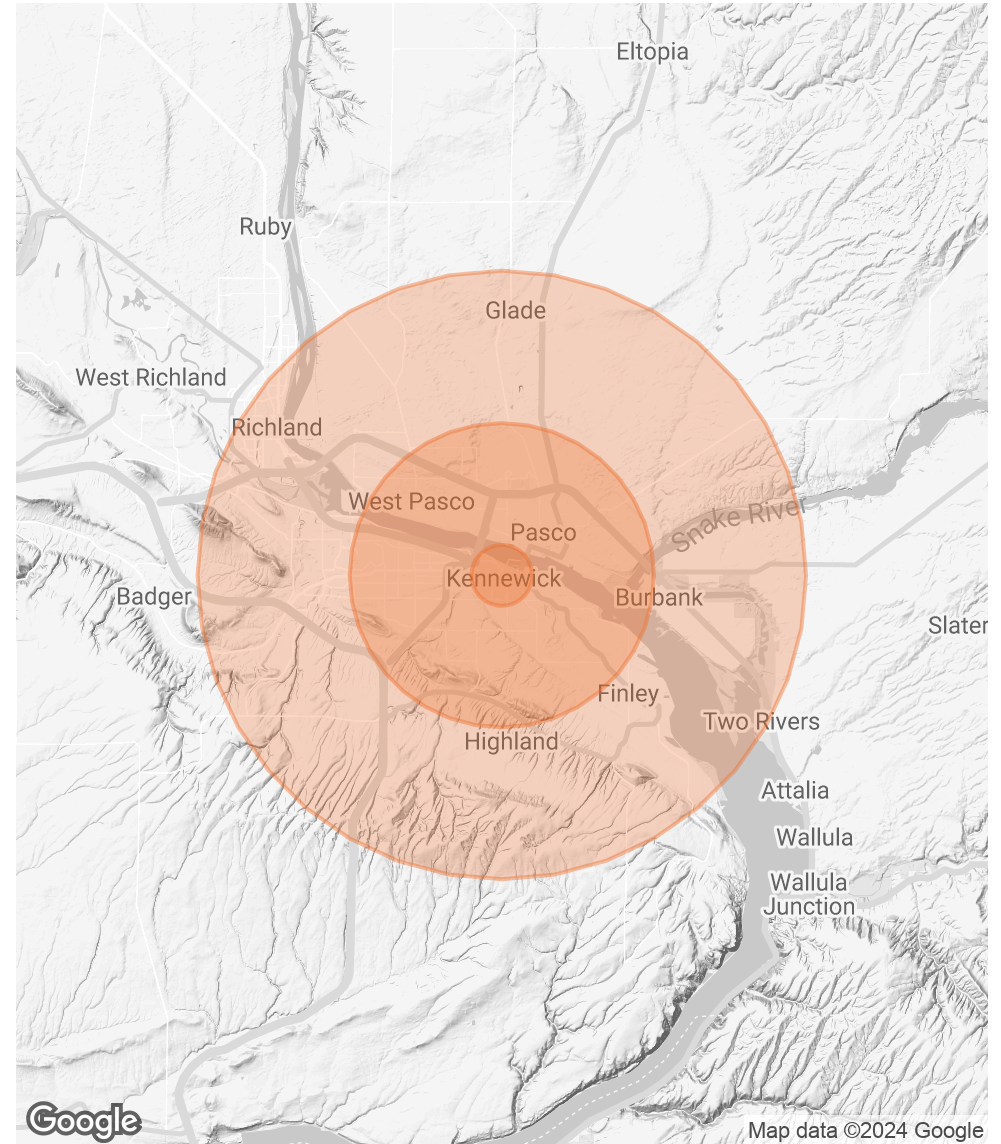 Eltopia
Ruby
Glade
West Richland
Richland
West Pasco
Snake River
Pasco
Kennewick
Badger
Burbank
Slater
Finley
Two Rivers
Highland
Attalia
Wallula
Wallula
Junction
Google
Map data ©2024 Google